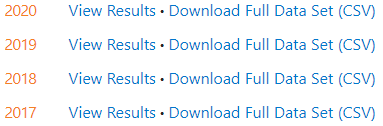 2020 View Results • Download Full Data Set (CSV)
2019 View Results • Download Full Data Set (CSV)
2018 View Results • Download Full Data Set (CSV)
2017 View Results • Download Full Data Set (CSV)